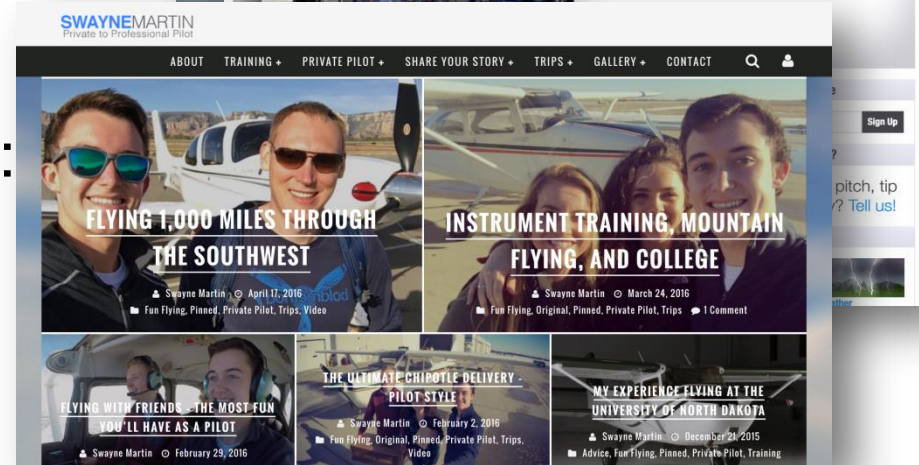 SWAYNEMARTIN
Private to Professional Pilot
ABOUT TRAINING + PRIVATE PILOT + SHARE YOUR STORY + TRIPS + GALLERY + CONTACT
FLYING 1,000 MILES THROUGH
THE SOUTHWEST
Swayne Martin April 17, 2016
Fun Flying, Pinned, Private Pilot, Trips, Video
INSTRUMENT TRAINING, MOUNTAIN
FLYING, AND COLLEGE
Swayne Martin March 24, 2016
Fun Flying, Original, Pinned, Private Pilot, Trips 1 Comment
FLYING WITH FRIENDS - THE MOST FUN
YOU'LL HAVE AS A PILOT
Swayne Martin February 29, 2016
THE ULTIMATE CHIPOTLE DELIVERY -
PILOT STYLE
Swayne Martin February 2, 2016
Fun Flying, Original, Pinned, Private Pilot, Trips,
Video
MY EXPERIENCE FLYING AT THE
UNIVERSITY OF NORTH DAKOTA
Swayne Martin December 21, 2015
Advice, Fun Flying, Pinned, Private Pilot, Training
Sign Up
?
pitch, tip
? Tell us!